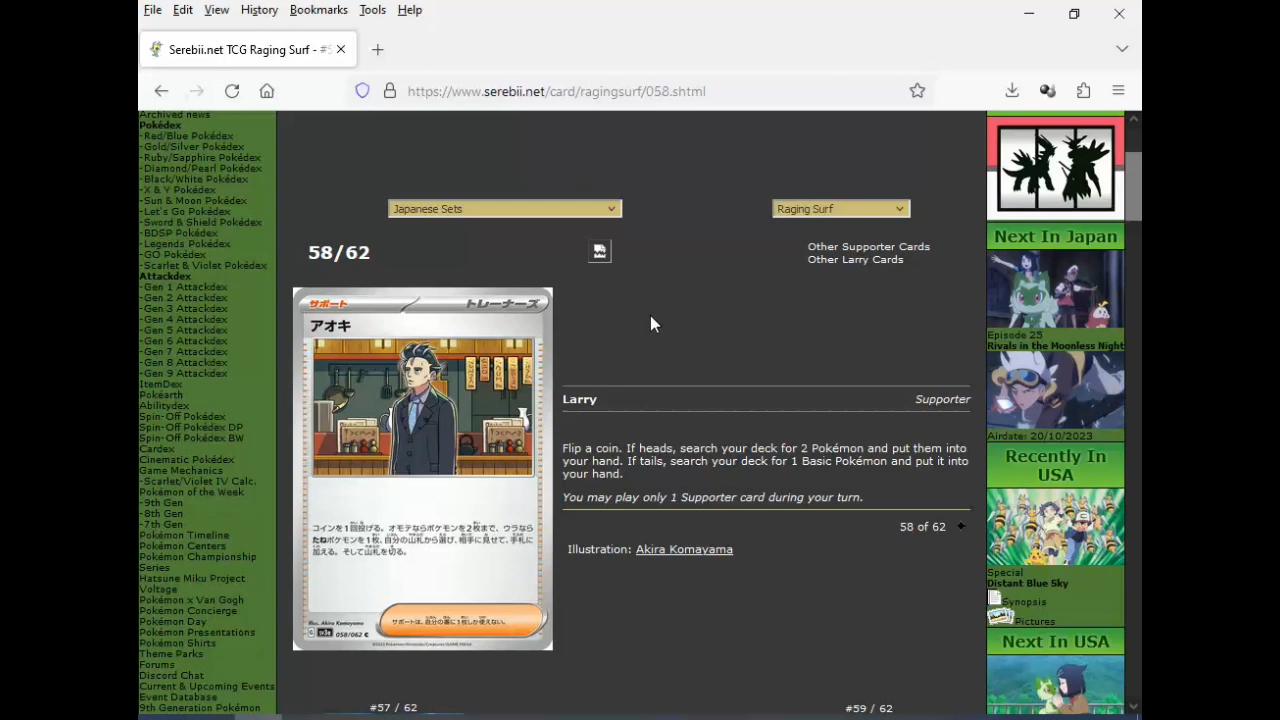 File Edit View History Bookmarks Tools Help
Serebii.net TCG Raging Surf - #5
https://www.serebii.net/card/ragingsurf/058.shtml
Archived news
Pokédex
-Red/Blue Pokédex
-Gold/Silver Pokédex
-Ruby/Sapphire Pokédex
-Diamond/Pearl Pokédex
-Black/White Pokédex
-X & Y Pokédex
-Sun & Moon Pokédex
-Let's Go Pokédex
-Sword & Shield Pokédex
-BDSP Pokédex
-Legends Pokédex
-GO Pokédex
-Scarlet & Violet Pokédex
Attackdex
-Gen 1 Attackdex
-Gen 2 Attackdex
-Gen 3 Attackdex
-Gen 4 Attackdex
-Gen 5 Attackdex
-Gen 6 Attackdex
-Gen 7 Attackdex
-Gen 8 Attackdex
-Gen 9 Attackdex
ItemDex
Pokéarth
Abilitydex
Spin-Off Pokédex
Spin-Off Pokédex DP
Spin-Off Pokédex BW
Cardex
Cinematic Pokédex
Game Mechanics
-Scarlet/Violet IV Calc.
Pokémon of the Week
-9th Gen
-8th Gen
-7th Gen
Pokémon Timeline
Pokémon Centers
Pokémon Championship
Series
Hatsune Miku Project
Voltage
Pokémon x Van Gogh
Pokémon Concierge
Pokémon Day
Pokémon Presentations
Pokémon Shirts
Theme Parks
Forums
Discord Chat
Current & Upcoming Events
Event Database
9th Generation Pokémon
Japanese Sets
Raging Surf
58/62
Other Supporter Cards
Other Larry Cards
サポート
トレーナーズ
アオキ
コインを1回投げる。オモテならポケモンを2枚まで、ウラなら
たねポケモンを1枚、自分の山札から選び、相手に見せて、手札に
加える。そして山札を切る。
サポートは、自分の番に1枚しか使えない。
Illus. Akira Komayama
G sv3a 058/062 C
Larry
Supporter
Flip a coin. If heads, search your deck for 2 Pokémon and put them into
your hand. If tails, search your deck for 1 Basic Pokémon and put it into
your hand.
You may play only 1 Supporter card during your turn.
58 of 62
Illustration: Akira Komayama
#57 / 62
#59 / 62
Next In Japan
Episode 25
Rivals in the Moonless Night
Airdate: 20/10/2023
Recently In
USA
Special
Distant Blue Sky
Synopsis
Pictures
Next In USA